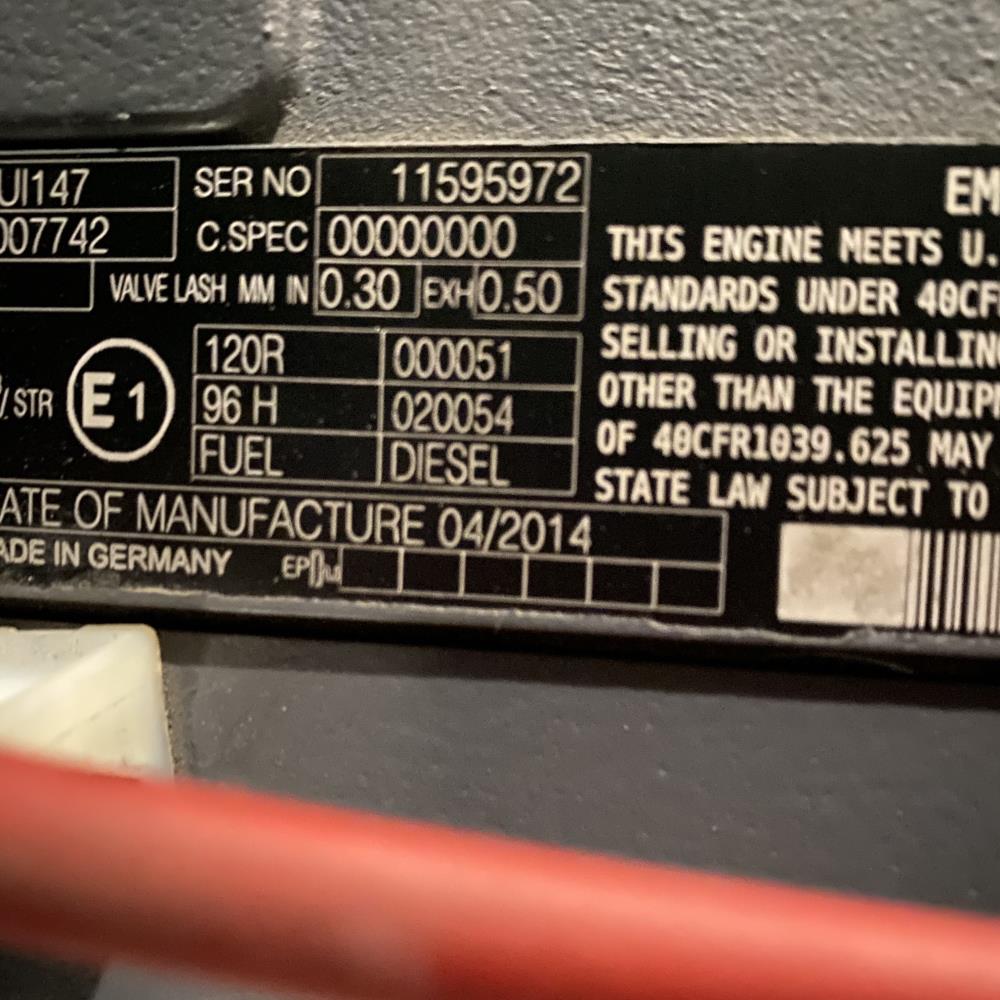 UI147 SER NO 11595972
007742 C.SPEC 00000000
VALVE LASH MM IN 0.30 EXH 0.50
STR E1
120R 000051
96 H 020054
FUEL DIESEL
ATE OF MANUFACTURE 04/2014
ADE IN GERMANY
EM
THIS ENGINE MEETS U.
STANDARDS UNDER 40CF
SELLING OR INSTALLIN
OTHER THAN THE EQUIP
OF 40CFR1039.625 MAY
STATE LAW SUBJECT TO